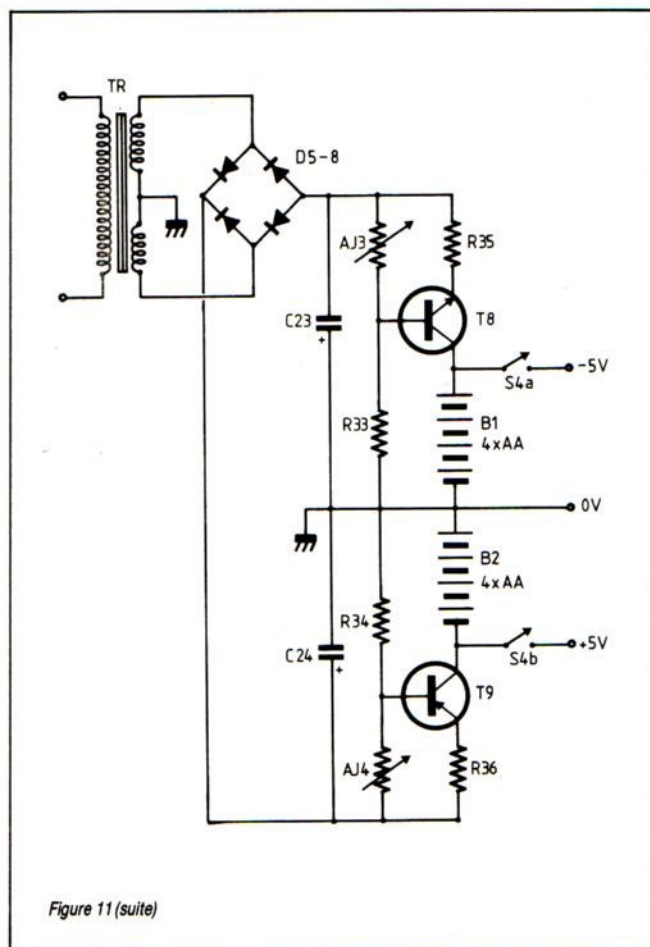 TR
D5-8
AJ3
R35
T8
C23
+
-5V
S4a
R33
B1
4xAA
0V
B2
4xAA
R34
C24
+
S4b
+5V
T9
AJ4
R36
Figure 11 (suite)